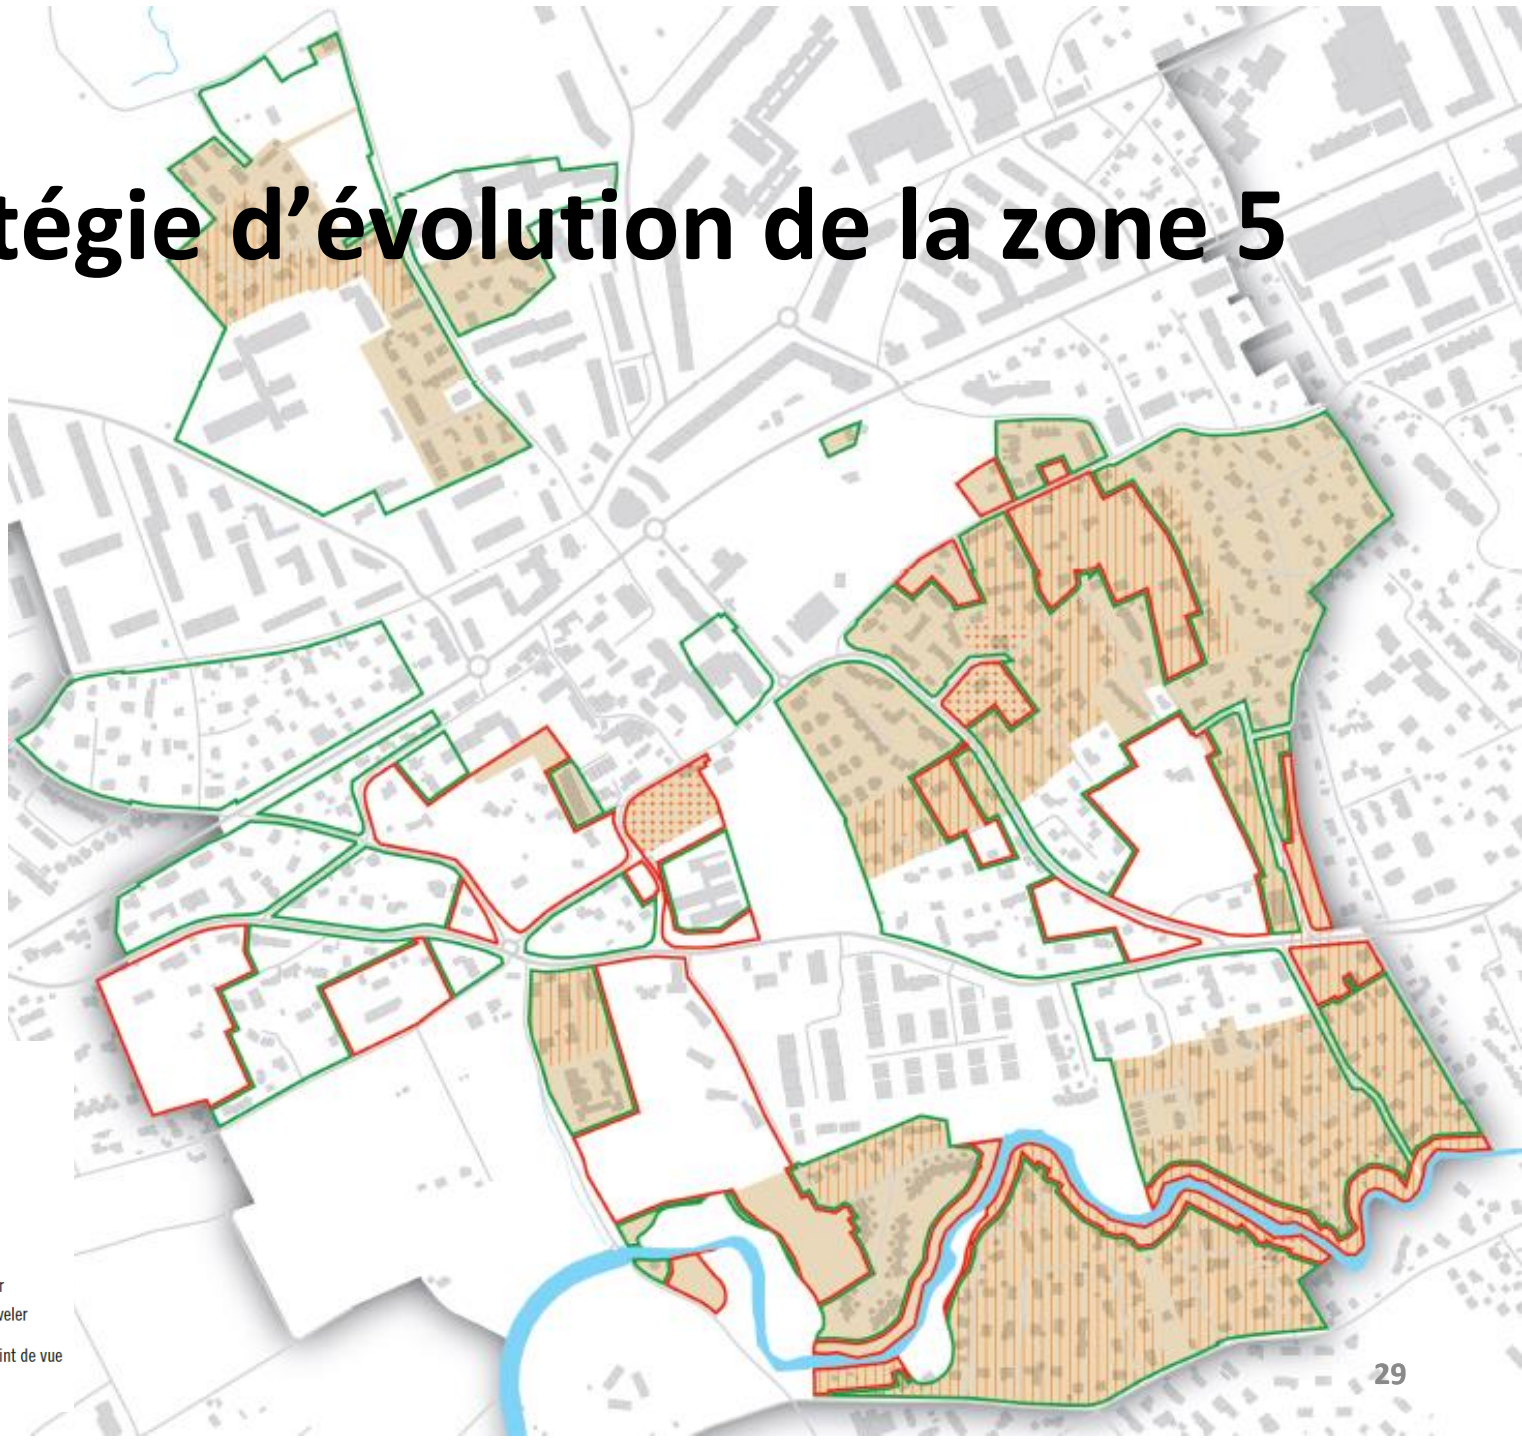 tégie d’évolution de la zone 5
r
veler
int de vue
29